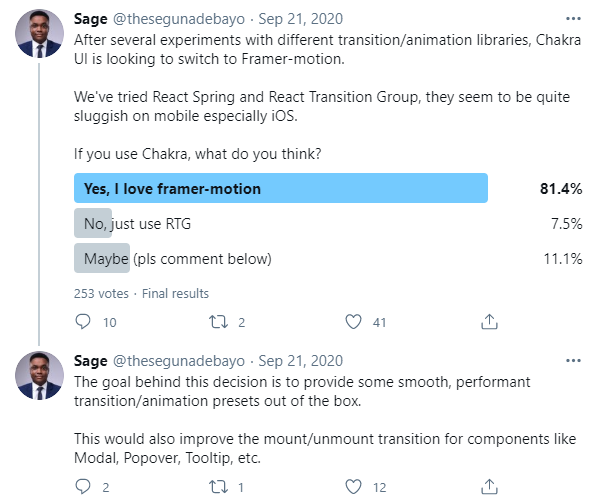 Sage @thesegunadebayo · Sep 21, 2020
After several experiments with different transition/animation libraries, Chakra
UI is looking to switch to Framer-motion.
We've tried React Spring and React Transition Group, they seem to be quite
sluggish on mobile especially iOS.
If you use Chakra, what do you think?
Yes, I love framer-motion 81.4%
No, just use RTG 7.5%
Maybe (pls comment below) 11.1%
253 votes · Final results
10 2 41
Sage @thesegunadebayo · Sep 21, 2020
The goal behind this decision is to provide some smooth, performant
transition/animation presets out of the box.
This would also improve the mount/unmount transition for components like
Modal, Popover, Tooltip, etc.
2 1 12